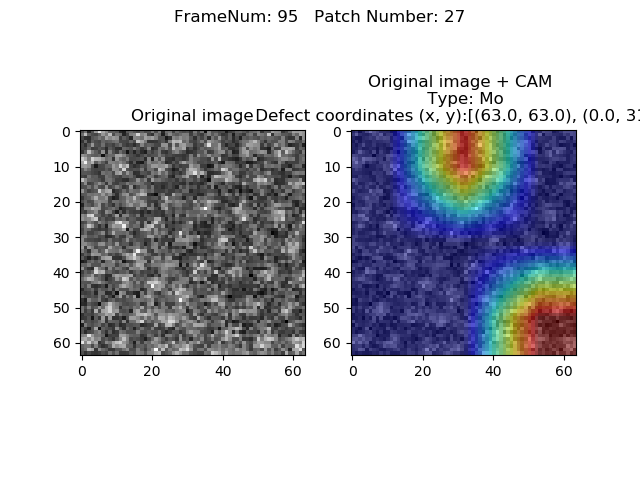 FrameNum: 95   Patch Number: 27
Original image + CAM
Type: Mo
Original image
Defect coordinates (x, y):[(63.0, 63.0), (0.0, 31
0
10
20
30
40
50
60
0 20 40 60
0
10
20
30
40
50
60
0 20 40 60